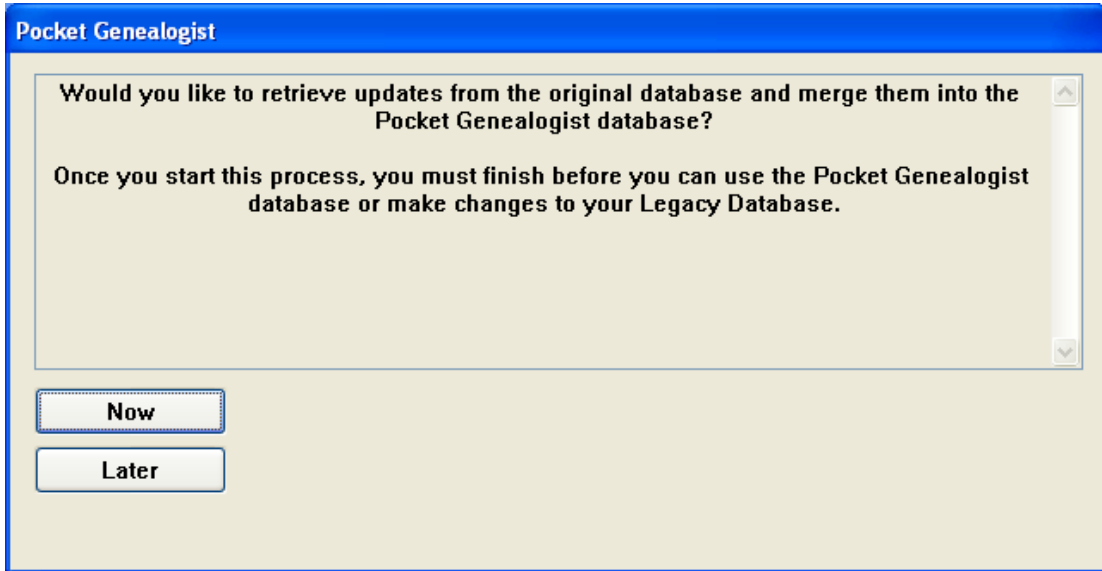 Pocket Genealogist
Would you like to retrieve updates from the original database and merge them into the
Pocket Genealogist database?
Once you start this process, you must finish before you can use the Pocket Genealogist
database or make changes to your Legacy Database.
Now
Later